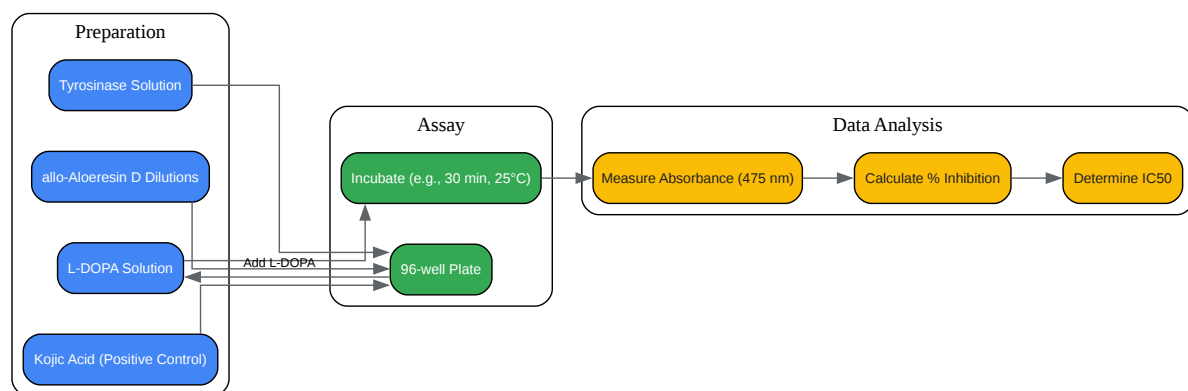 Preparation
Tyrosinase Solution
allo-Aloeresin D Dilutions
L-DOPA Solution
Kojic Acid (Positive Control)
Add L-DOPA
Assay
Incubate (e.g., 30 min, 25°C)
96-well Plate
Data Analysis
Measure Absorbance (475 nm)
Calculate % Inhibition
Determine IC50